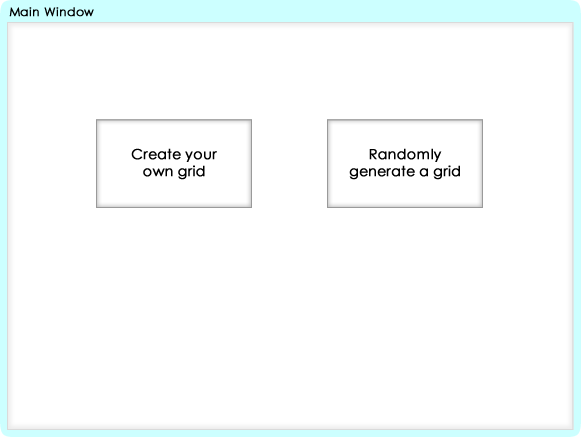 Main Window
Create your
own grid
Randomly
generate a grid